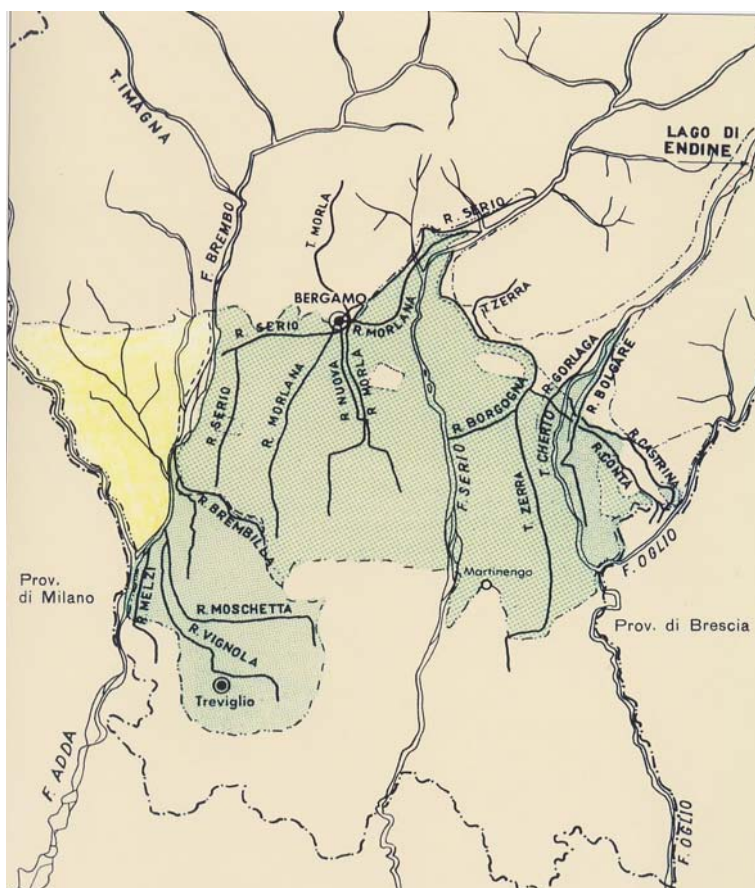 T. IMAGNA
LAGO DI
ENDINE
R. SERIO
T. MORLA
F. BREMBO
BERGAMO
T. ZERRA
R. SERIO
R. MORLANA
R. GORLAGA
R. BOLGARE
R. SERIO
R. MORLANA
R. NUOVA
R. MORLA
R. BORGOGNA
T. CHERIO
R. CASTRINA
R. CONTA
F. SERIO
T. ZERRA
R. BREMBILLA
F. OGLIO
Prov.
di Milano
R. MELZI
Martinengo
R. MOSCHETTA
Prov. di Brescia
R. VIGNOLA
Treviglio
F. ADDA
F. OGLIO